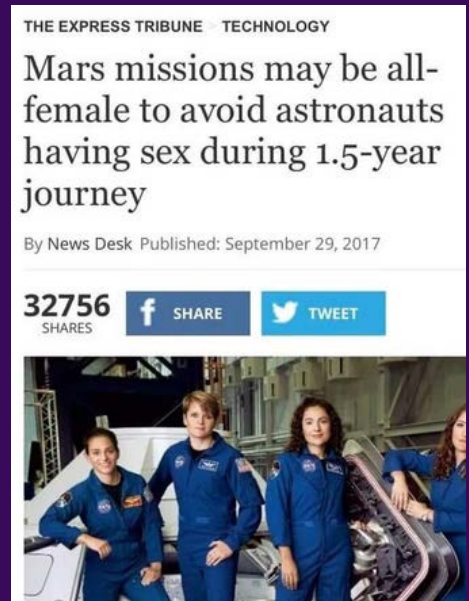 THE EXPRESS TRIBUNE TECHNOLOGY
Mars missions may be all-
female to avoid astronauts
having sex during 1.5-year
journey
By News Desk Published: September 29, 2017
32756
SHARES
f SHARE
TWEET